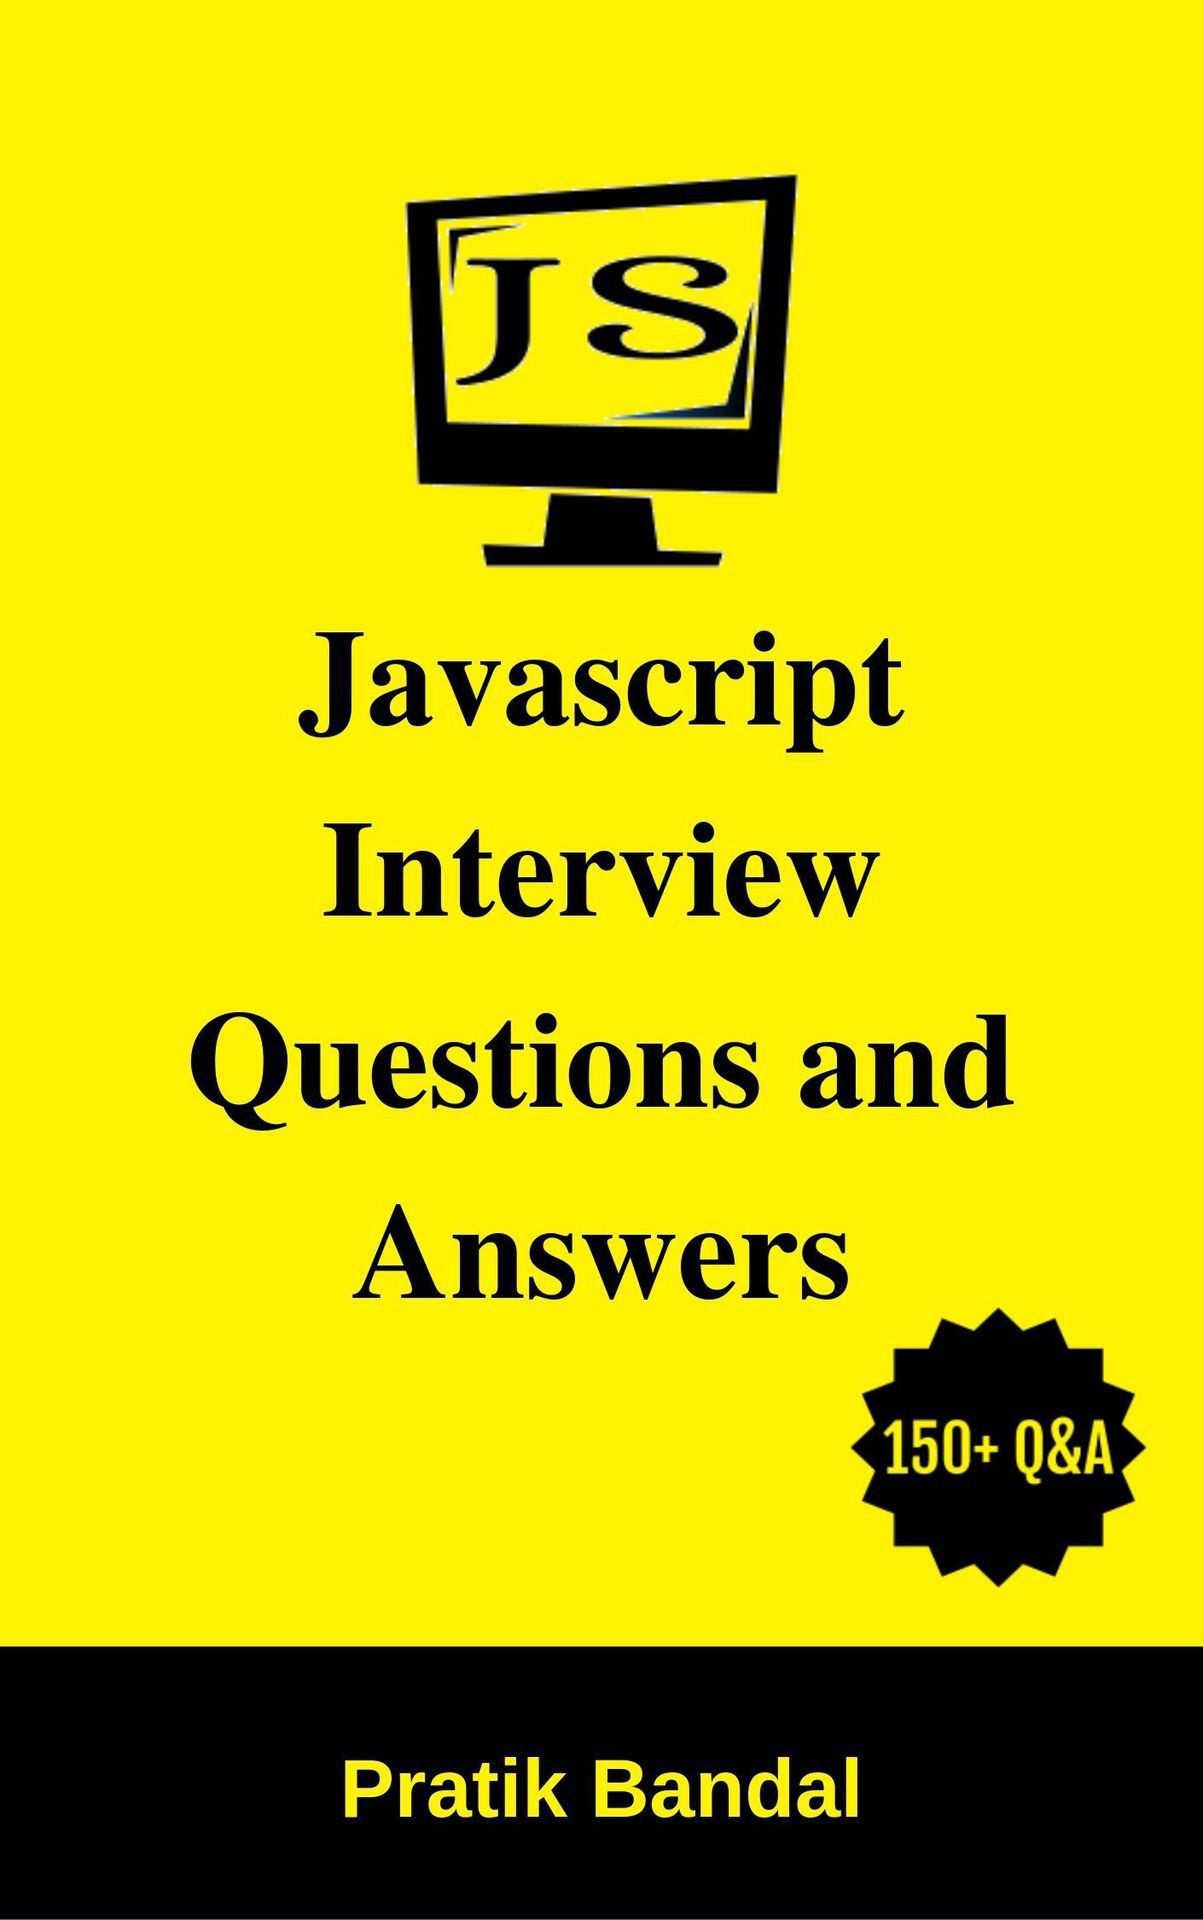 JS
Javascript
Interview
Questions and
Answers
150+ Q&A
Pratik Bandal